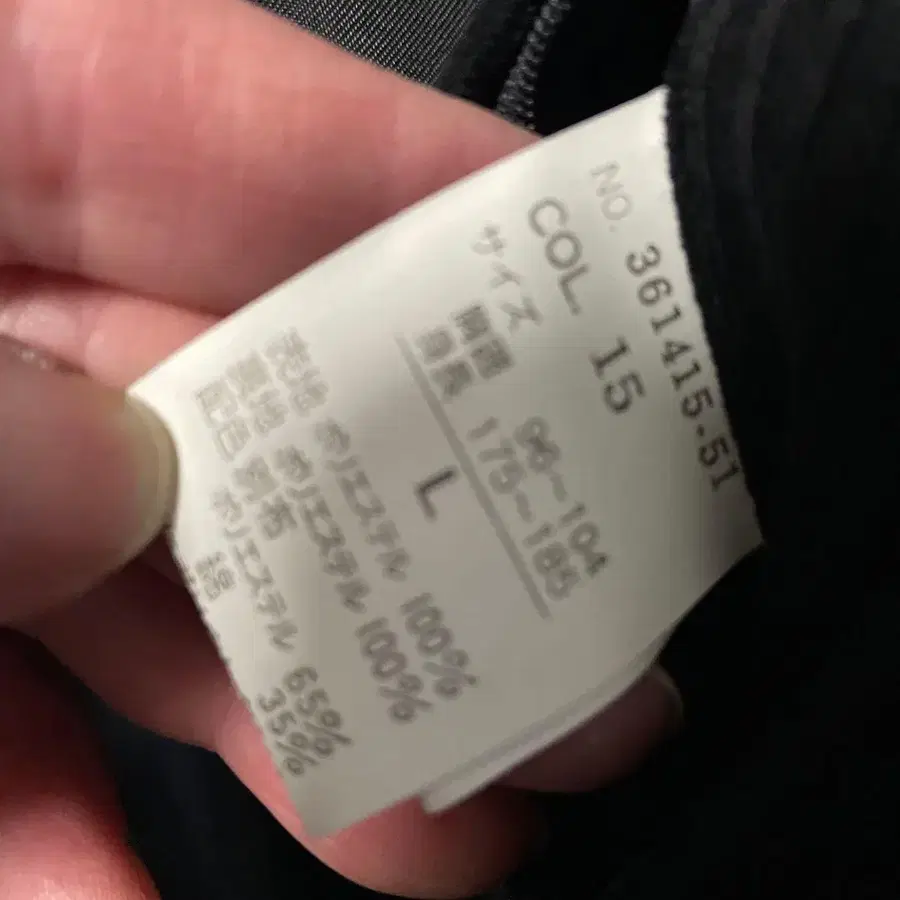 NO. 361415.51
COL. 15
サイズ
胸囲 96〜104
身長 175〜185
L
表地 ポリエステル 100%
裏地 ポリエステル 100%
配色 別布
ポリエステル 65%
綿 35%